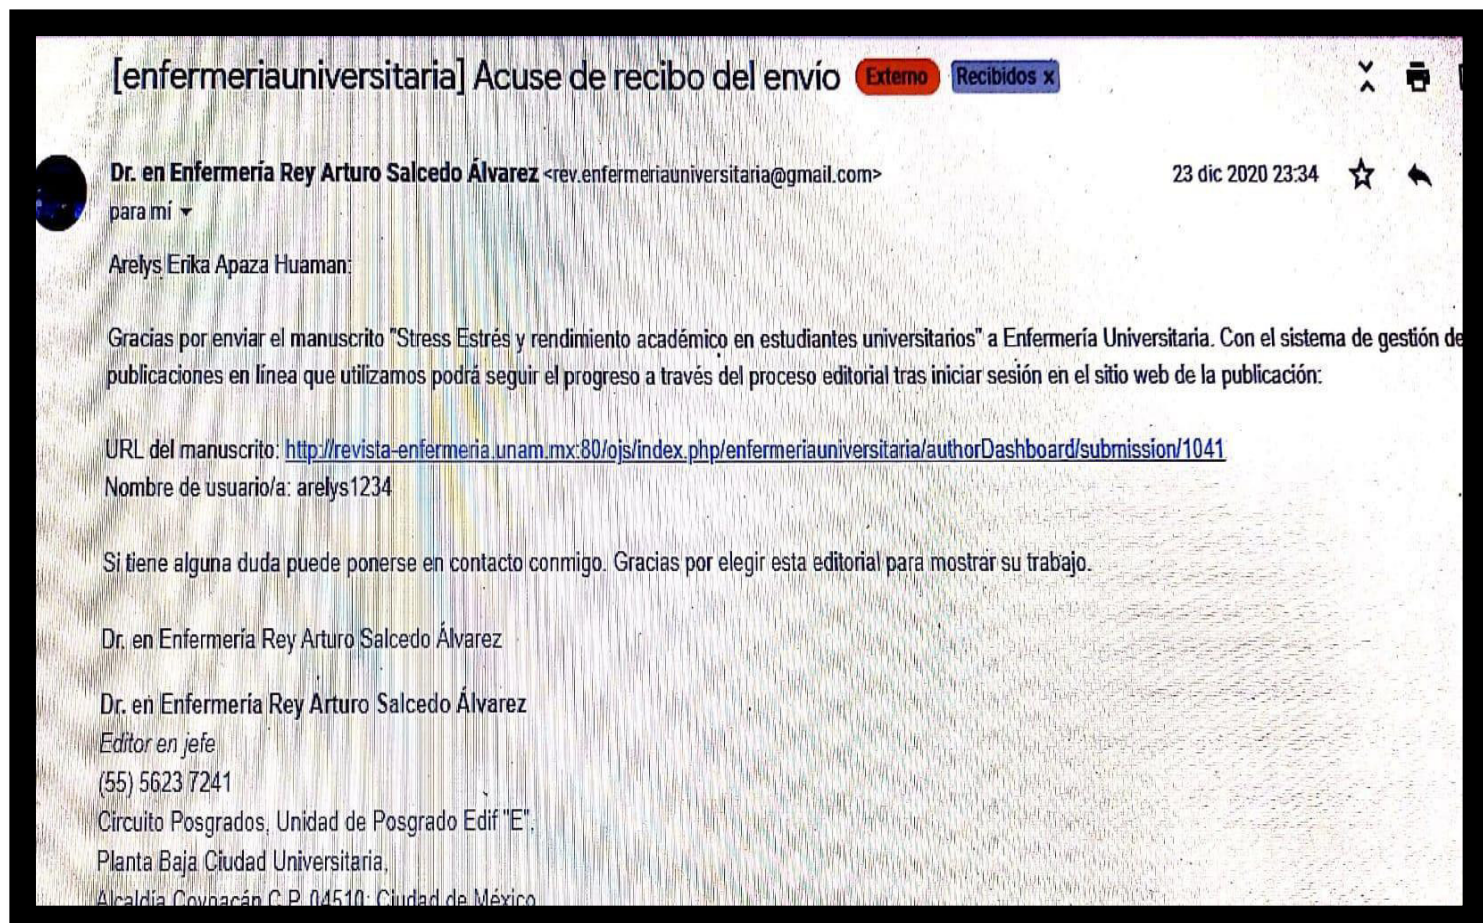 [enfermeriauniversitaria] Acuse de recibo del envío Externo Recibidos x
Dr. en Enfermería Rey Arturo Salcedo Álvarez <rev.enfermeriauniversitaria@gmail.com> 23 dic 2020 23:34
para mí
Arelys Erika Apaza Huaman:
Gracias por enviar el manuscrito "Stress Estrés y rendimiento académico en estudiantes universitarios" a Enfermería Universitaria. Con el sistema de gestión de
publicaciones en línea que utilizamos podrá seguir el progreso a través del proceso editorial tras iniciar sesión en el sitio web de la publicación:
URL del manuscrito: http://revista-enfermeria.unam.mx:80/ojs/index.php/enfermeriauniversitaria/authorDashboard/submission/1041
Nombre de usuario/a: arelys1234
Si tiene alguna duda puede ponerse en contacto conmigo. Gracias por elegir esta editorial para mostrar su trabajo.
Dr. en Enfermería Rey Arturo Salcedo Álvarez
Dr. en Enfermería Rey Arturo Salcedo Álvarez
Editor en jefe
(55) 5623 7241
Circuito Posgrados, Unidad de Posgrado Edif "E",
Planta Baja Ciudad Universitaria,
Alcaldía Coyoacán C.P. 04510; Ciudad de México